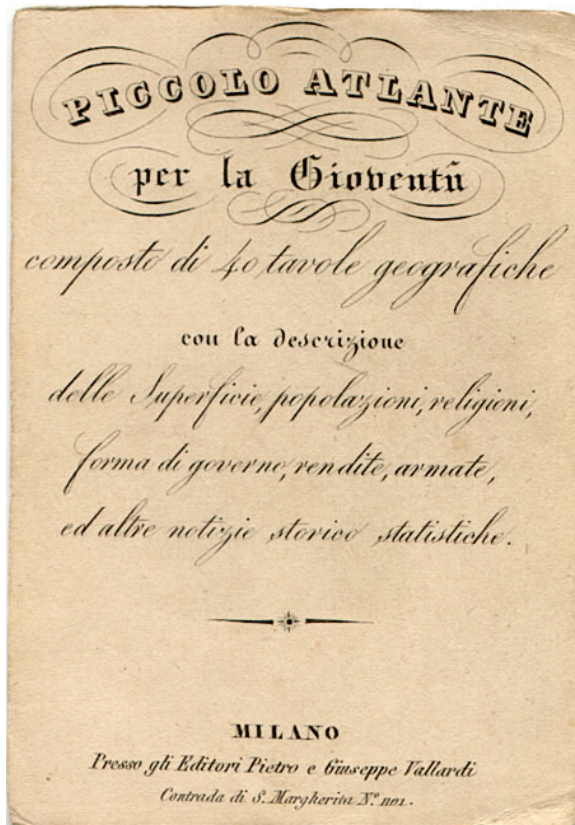 PICCOLO ATLANTE
per la Gioventù
composto di 40 tavole geografiche
con la descrizione
delle Superficie, popolazioni, religioni,
forma di governo, rendite, armate,
ed altre notizie storico statistiche.
MILANO
Presso gli Editori Pietro e Giuseppe Vallardi
Contrada di S. Margherita N.º 1101.